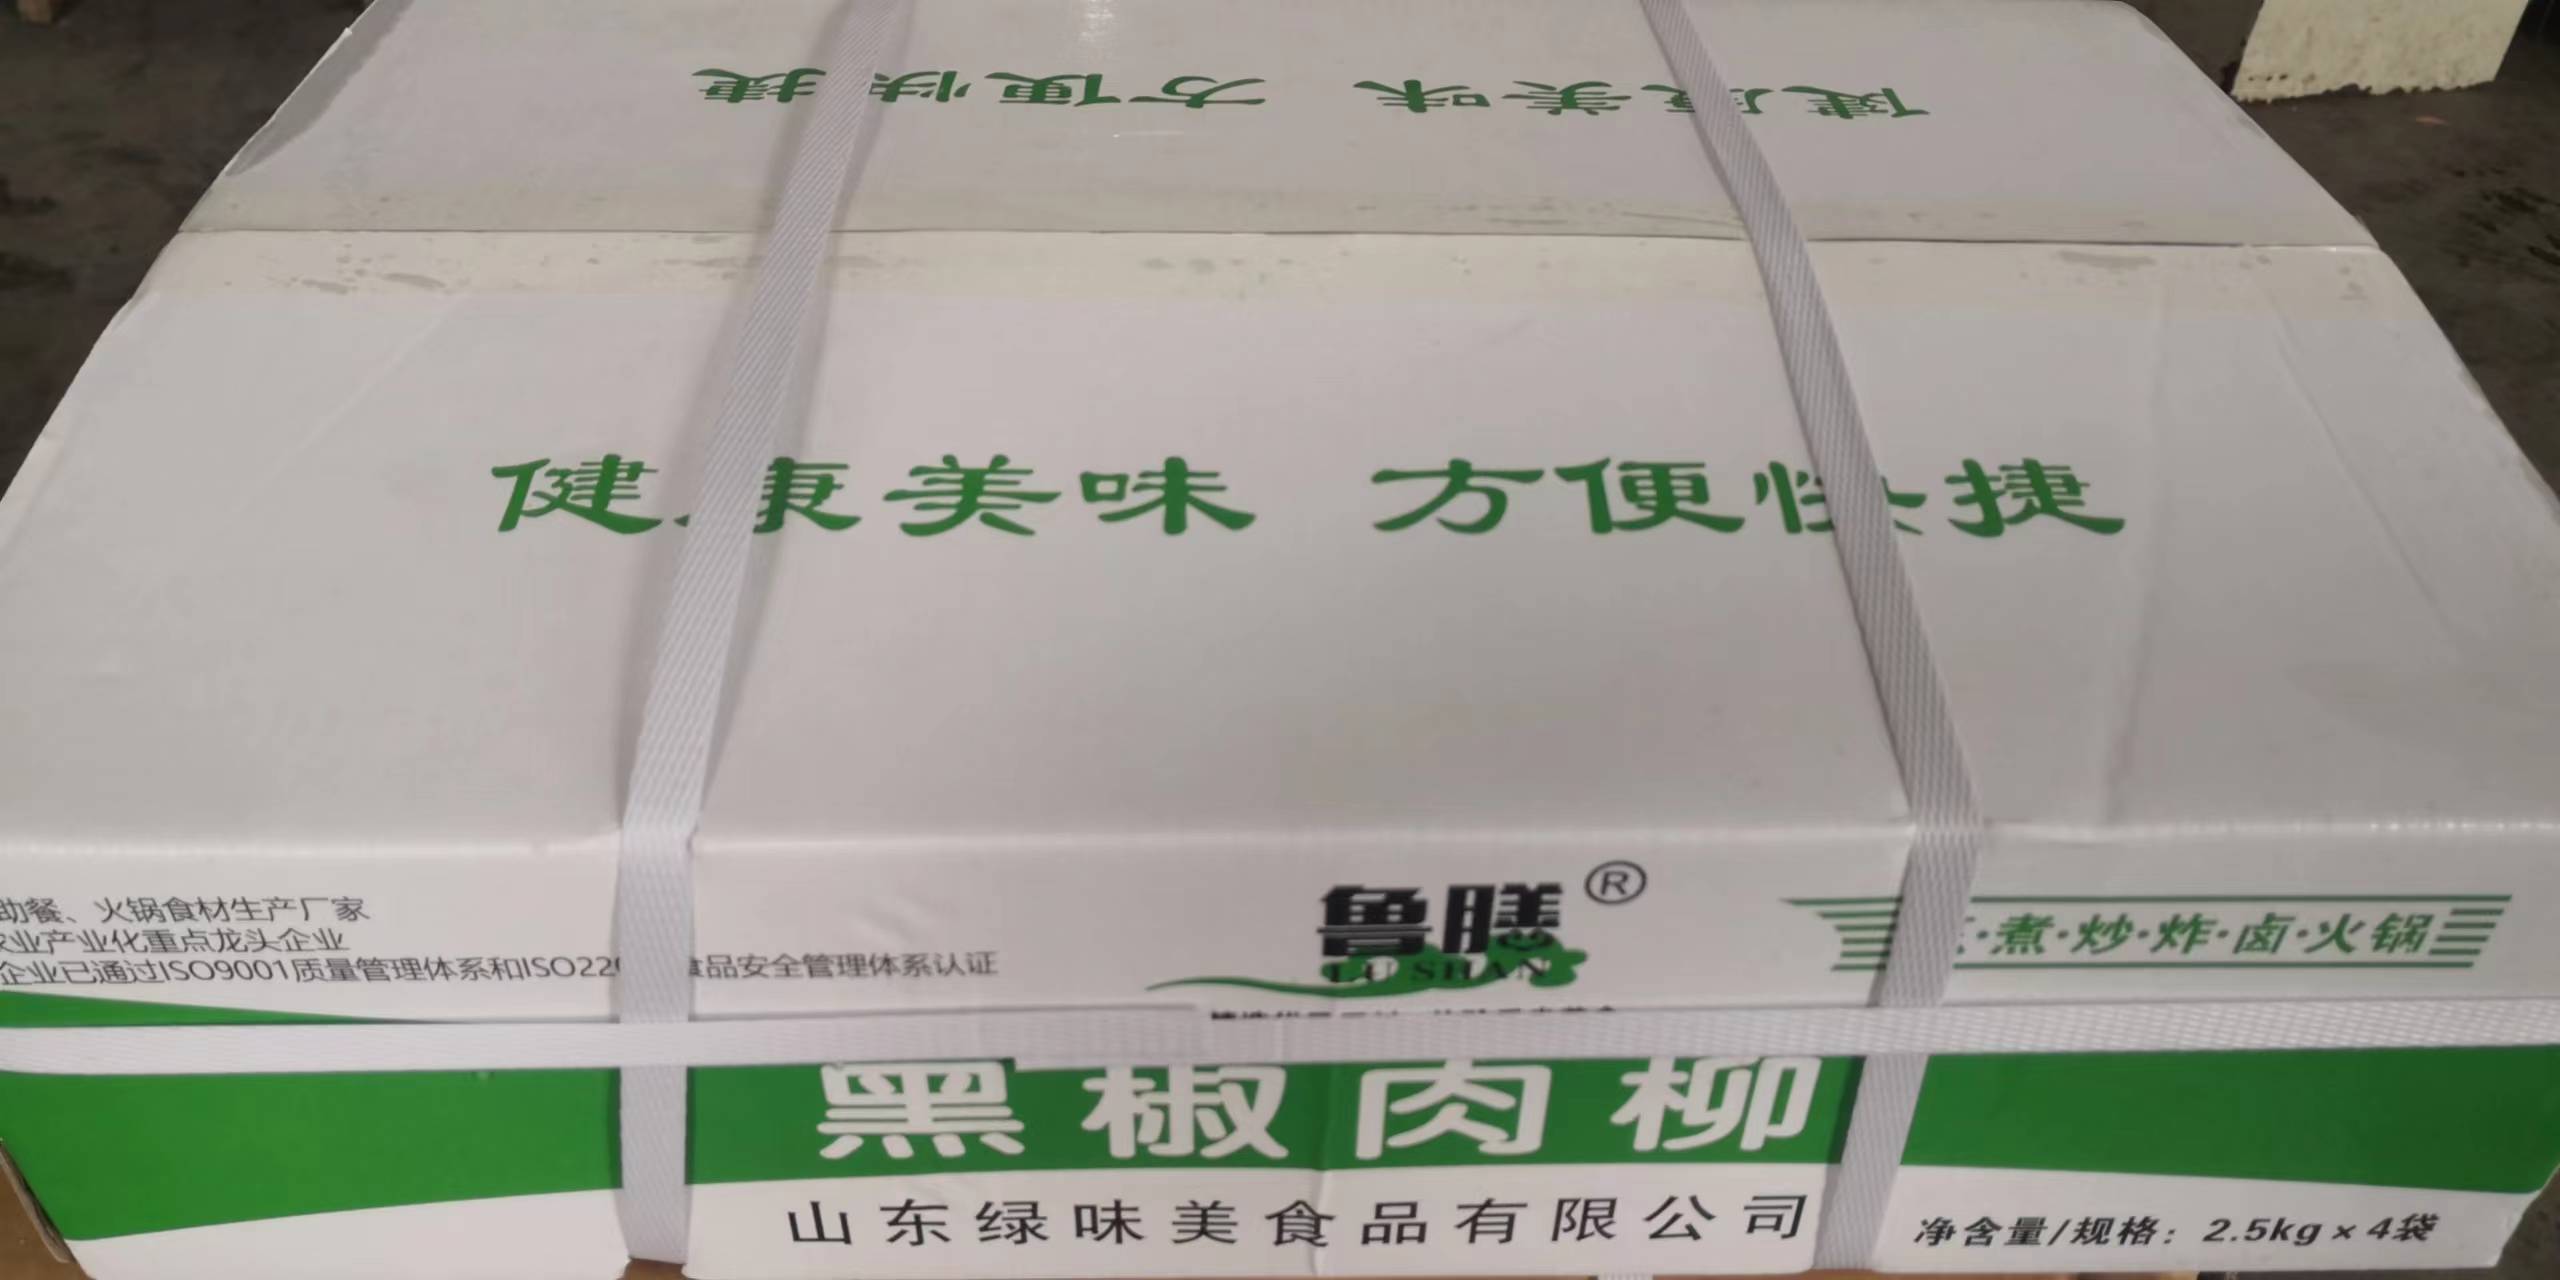 健康美味 方便快捷
健康美味 方便快捷
助餐、火锅食材生产厂家
业产业化重点龙头企业
企业已通过ISO9001质量管理体系和ISO22 食品安全管理体系认证
鲁膳®
LU SHAN
·煮·炒·炸·卤·火锅
黑椒肉柳
山东绿味美食品有限公司
净含量/规格：2.5kg×4袋